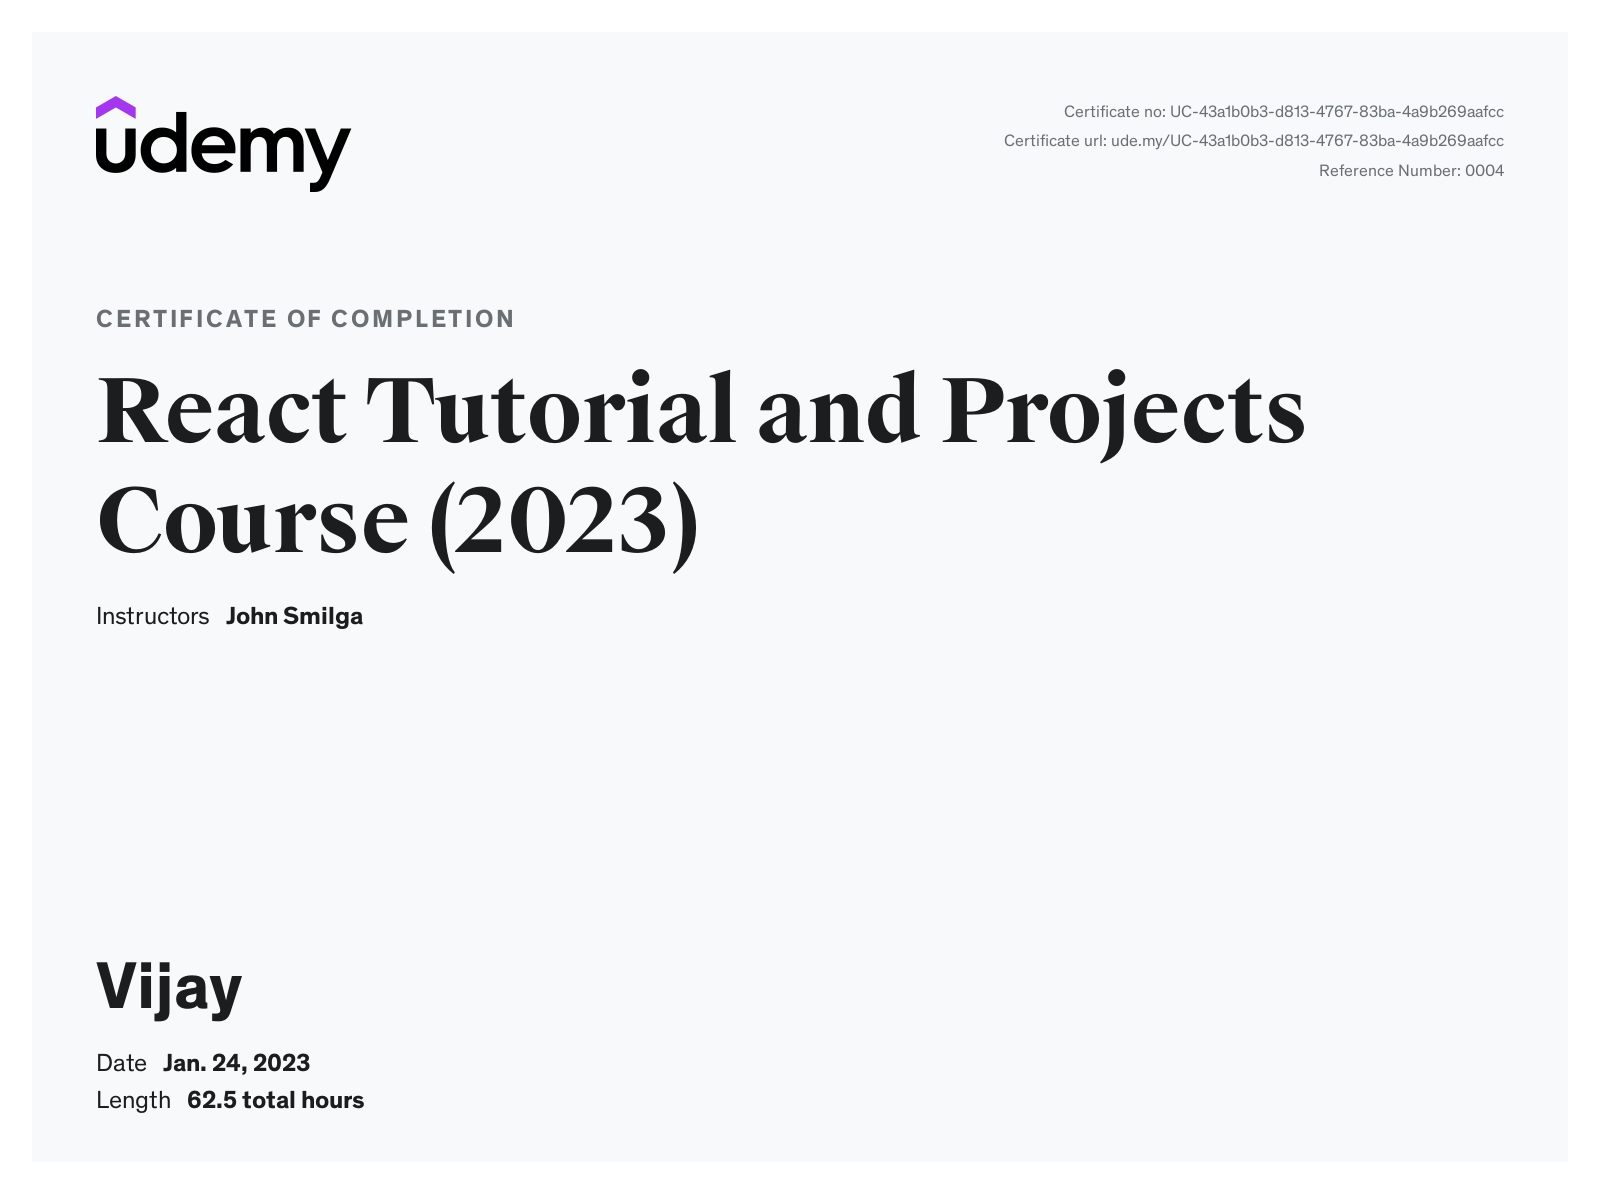 udemy
Certificate no: UC-43a1b0b3-d813-4767-83ba-4a9b269aafcc
Certificate url: ude.my/UC-43a1b0b3-d813-4767-83ba-4a9b269aafcc
Reference Number: 0004
CERTIFICATE OF COMPLETION
React Tutorial and Projects
Course (2023)
Instructors John Smilga
Vijay
Date Jan. 24, 2023
Length 62.5 total hours